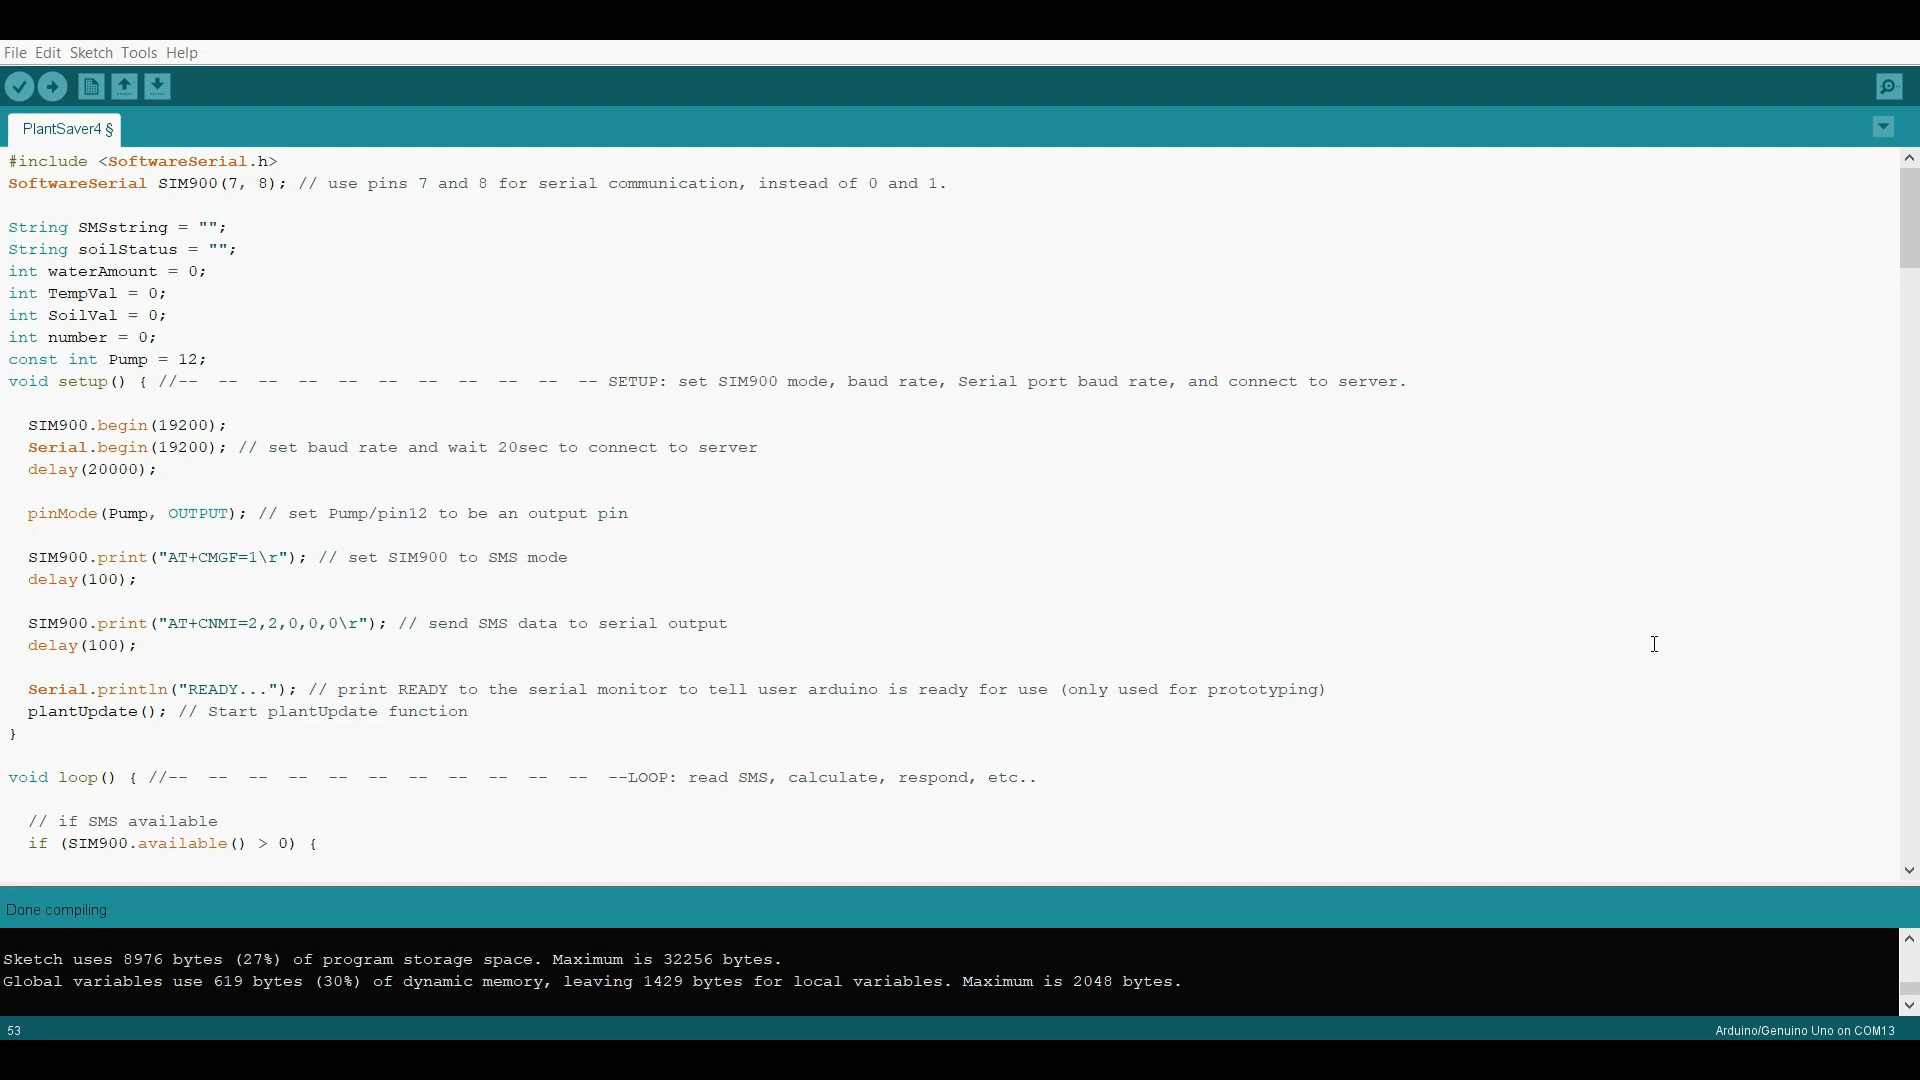 File Edit Sketch Tools Help
PlantSaver4 §
#include <SoftwareSerial.h>
SoftwareSerial SIM900(7, 8); // use pins 7 and 8 for serial communication, instead of 0 and 1.
String SMSstring = "";
String soilStatus = "";
int waterAmount = 0;
int TempVal = 0;
int SoilVal = 0;
int number = 0;
const int Pump = 12;
void setup() { //-- -- -- -- -- -- -- -- -- -- -- SETUP: set SIM900 mode, baud rate, Serial port baud rate, and connect to server.
SIM900.begin(19200);
Serial.begin(19200); // set baud rate and wait 20sec to connect to server
delay(20000);
pinMode(Pump, OUTPUT); // set Pump/pin12 to be an output pin
SIM900.print("AT+CMGF=1\r"); // set SIM900 to SMS mode
delay(100);
SIM900.print("AT+CNMI=2,2,0,0,0\r"); // send SMS data to serial output
delay(100);
Serial.println("READY..."); // print READY to the serial monitor to tell user arduino is ready for use (only used for prototyping)
plantUpdate(); // Start plantUpdate function
}
void loop() { //-- -- -- -- -- -- -- -- -- -- -- --LOOP: read SMS, calculate, respond, etc..
// if SMS available
if (SIM900.available() > 0) {
Done compiling.
Sketch uses 8976 bytes (27%) of program storage space. Maximum is 32256 bytes.
Global variables use 619 bytes (30%) of dynamic memory, leaving 1429 bytes for local variables. Maximum is 2048 bytes.
53
Arduino/Genuino Uno on COM13